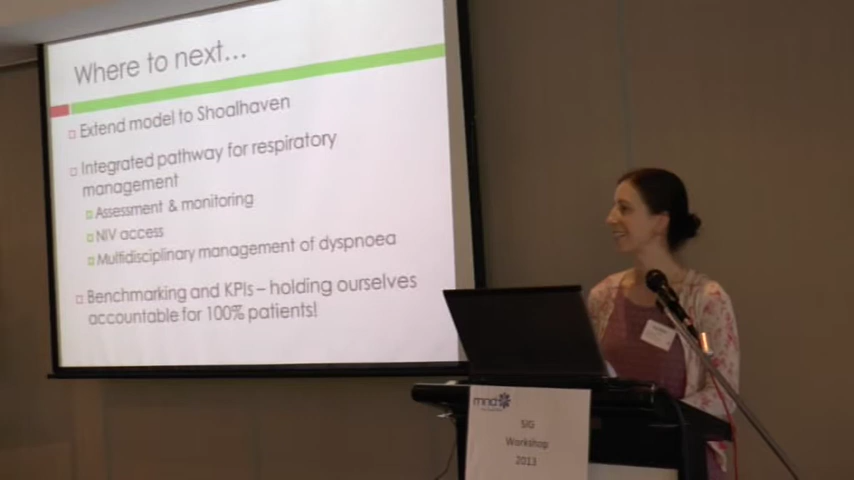 Where to next...
Extend model to Shoalhaven
Integrated pathway for respiratory
management
Assessment & monitoring
NIV access
Multidisciplinary management of dyspnoea
Benchmarking and KPIs – holding ourselves
accountable for 100% patients!
mnd
SIG
Workshop
2013